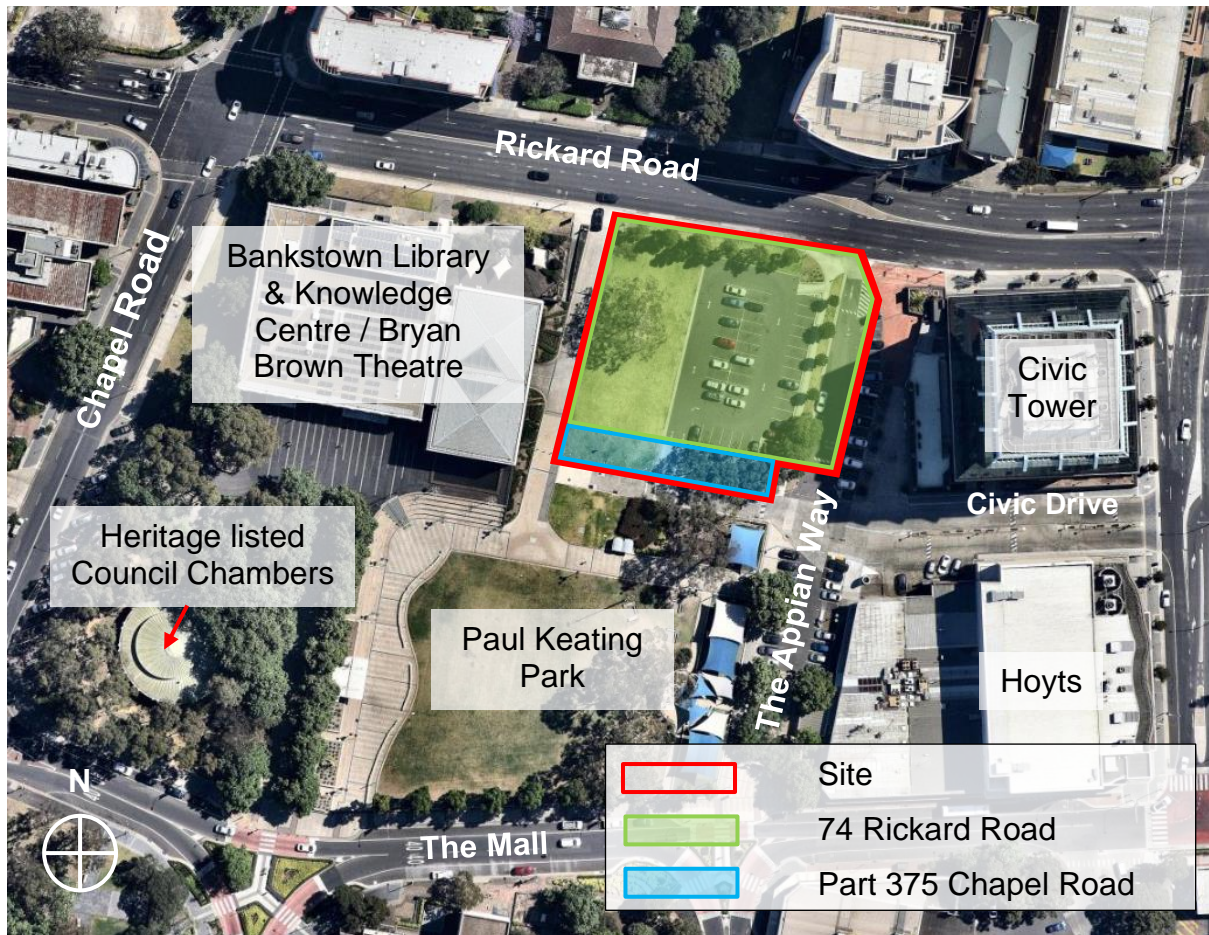 Rickard Road
Chapel Road
Bankstown Library
& Knowledge
Centre / Bryan
Brown Theatre
Civic
Tower
Civic Drive
Heritage listed
Council Chambers
Paul Keating
Park
The Appian Way
Hoyts
N
The Mall
Site
74 Rickard Road
Part 375 Chapel Road